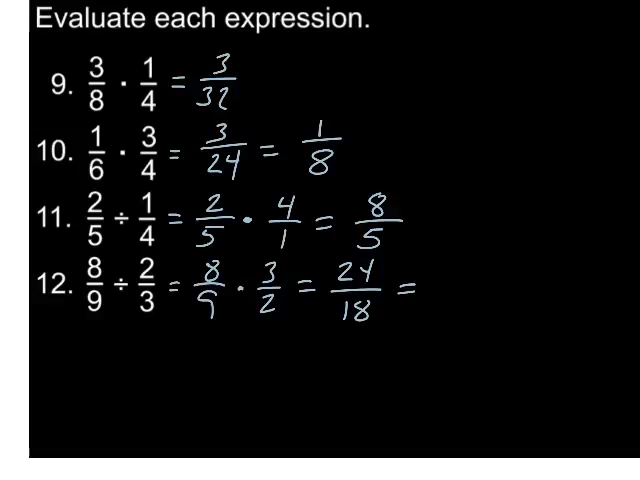 Evaluate each expression.
9. 3/8 · 1/4 = 3/32
10. 1/6 · 3/4 = 3/24 = 1/8
11. 2/5 ÷ 1/4 = 2/5 · 4/1 = 8/5
12. 8/9 ÷ 2/3 = 8/9 · 3/2 = 24/18 =